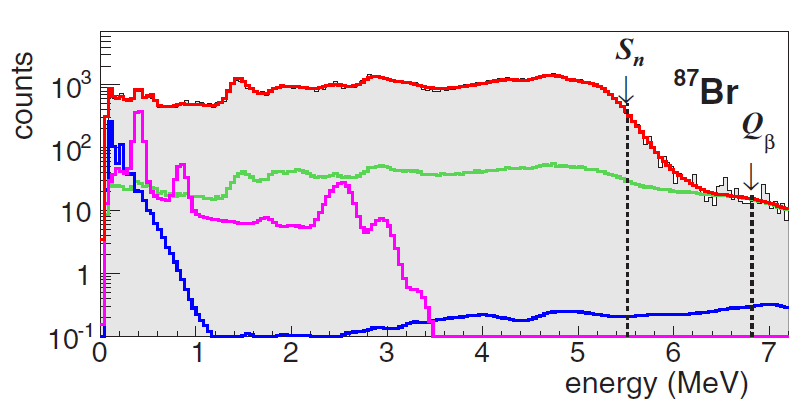 counts
10³
10²
10
1
10⁻¹
Sₙ
⁸⁷Br
Q_β
0 1 2 3 4 5 6 7
energy (MeV)